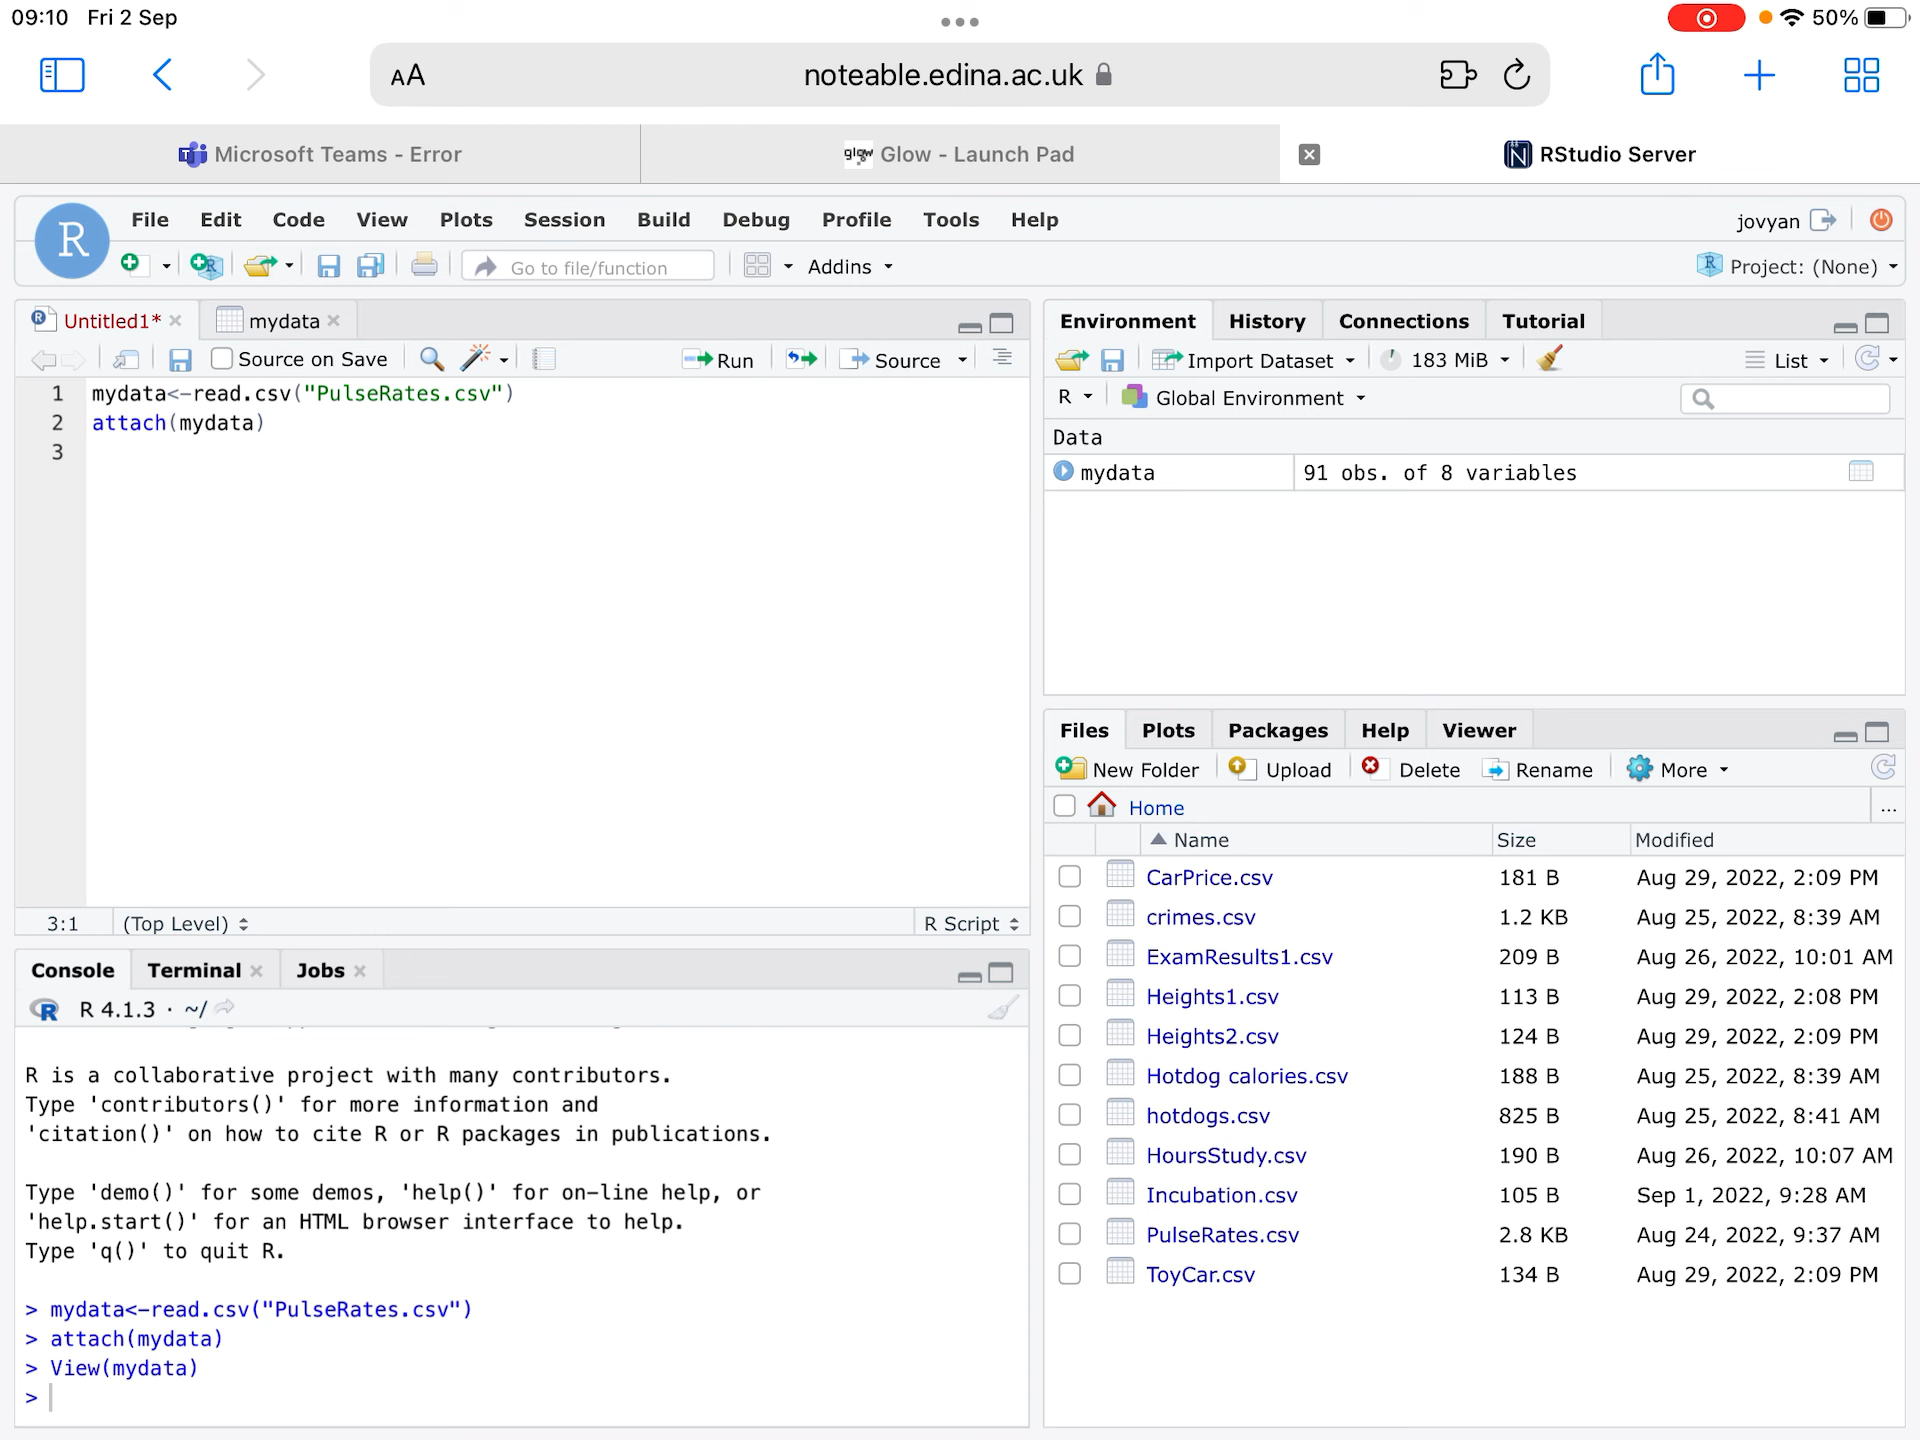 09:10 Fri 2 Sep
50%
AA
noteable.edina.ac.uk
Microsoft Teams - Error
glow
Glow - Launch Pad
N
RStudio Server
R
File Edit Code View Plots Session Build Debug Profile Tools Help
jovyan
Go to file/function
Addins
Project: (None)
Untitled1*
mydata
Source on Save
Run
Source
1 mydata<-read.csv("PulseRates.csv")
2 attach(mydata)
3
3:1
(Top Level)
R Script
Environment
History
Connections
Tutorial
Import Dataset
183 MiB
List
R
Global Environment
Data
mydata
91 obs. of 8 variables
Console
Terminal
Jobs
R 4.1.3 · ~/
R is a collaborative project with many contributors.
Type 'contributors()' for more information and
'citation()' on how to cite R or R packages in publications.
Type 'demo()' for some demos, 'help()' for on-line help, or
'help.start()' for an HTML browser interface to help.
Type 'q()' to quit R.
> mydata<-read.csv("PulseRates.csv")
> attach(mydata)
> View(mydata)
>
Files
Plots
Packages
Help
Viewer
New Folder
Upload
Delete
Rename
More
Home
...
Name Size Modified
CarPrice.csv 181 B Aug 29, 2022, 2:09 PM
crimes.csv 1.2 KB Aug 25, 2022, 8:39 AM
ExamResults1.csv 209 B Aug 26, 2022, 10:01 AM
Heights1.csv 113 B Aug 29, 2022, 2:08 PM
Heights2.csv 124 B Aug 29, 2022, 2:09 PM
Hotdog calories.csv 188 B Aug 25, 2022, 8:39 AM
hotdogs.csv 825 B Aug 25, 2022, 8:41 AM
HoursStudy.csv 190 B Aug 26, 2022, 10:07 AM
Incubation.csv 105 B Sep 1, 2022, 9:28 AM
PulseRates.csv 2.8 KB Aug 24, 2022, 9:37 AM
ToyCar.csv 134 B Aug 29, 2022, 2:09 PM